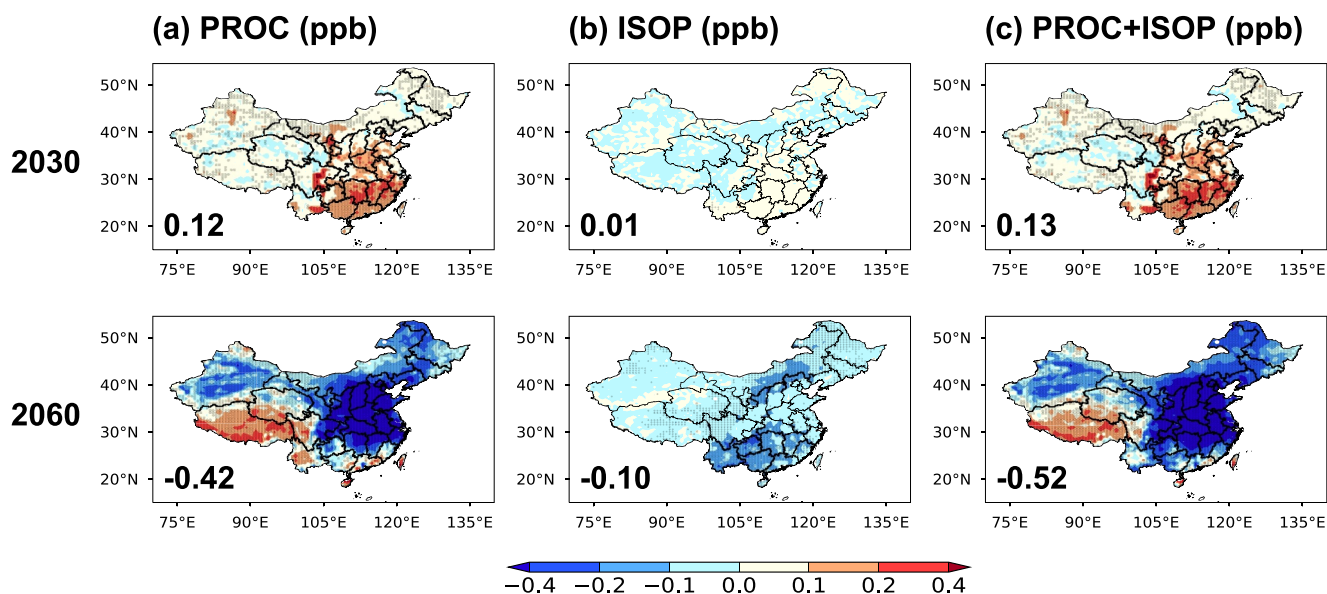 (a) PROC (ppb) (b) ISOP (ppb) (c) PROC+ISOP (ppb)
2030
50°N 50°N 50°N
40°N 40°N 40°N
30°N 30°N 30°N
20°N 20°N 20°N
0.12 0.01 0.13
75°E 90°E 105°E 120°E 135°E 75°E 90°E 105°E 120°E 135°E 75°E 90°E 105°E 120°E 135°E
2060
50°N 50°N 50°N
40°N 40°N 40°N
30°N 30°N 30°N
20°N 20°N 20°N
-0.42 -0.10 -0.52
75°E 90°E 105°E 120°E 135°E 75°E 90°E 105°E 120°E 135°E 75°E 90°E 105°E 120°E 135°E
−0.4 −0.2 −0.1 0.0 0.1 0.2 0.4